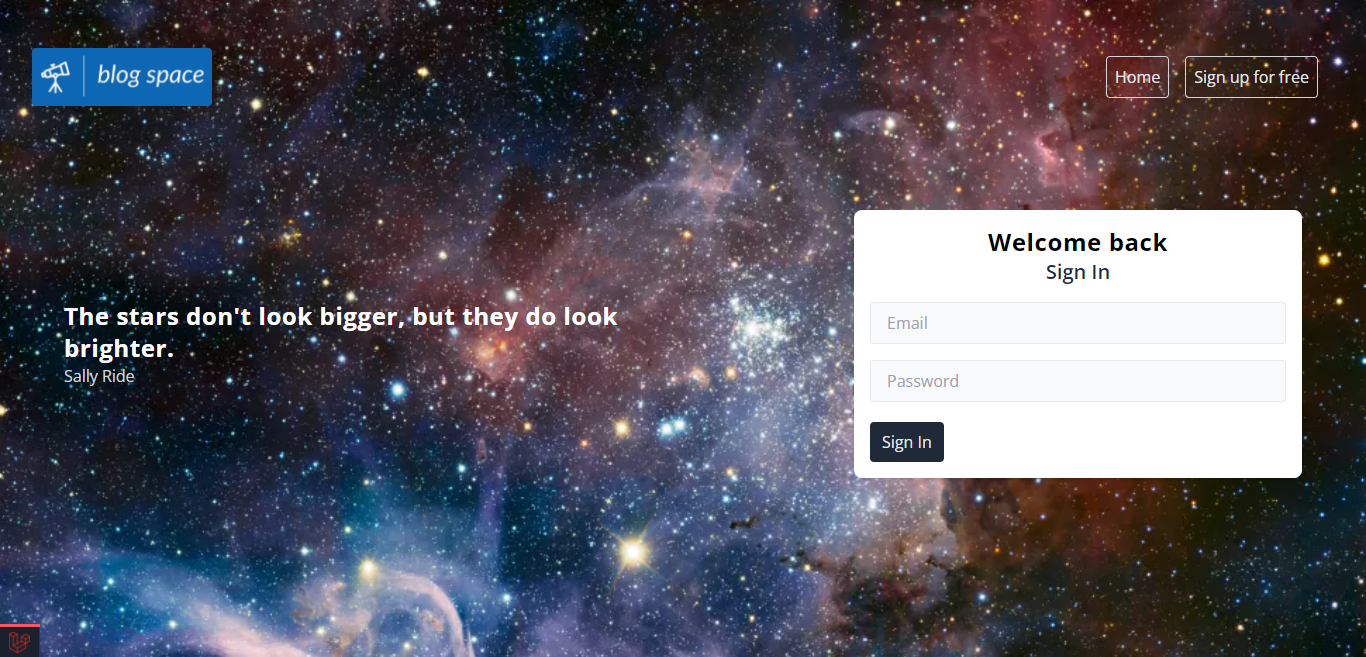 blog space
Home
Sign up for free
The stars don't look bigger, but they do look
brighter.
Sally Ride
Welcome back
Sign In
Email
Password
Sign In